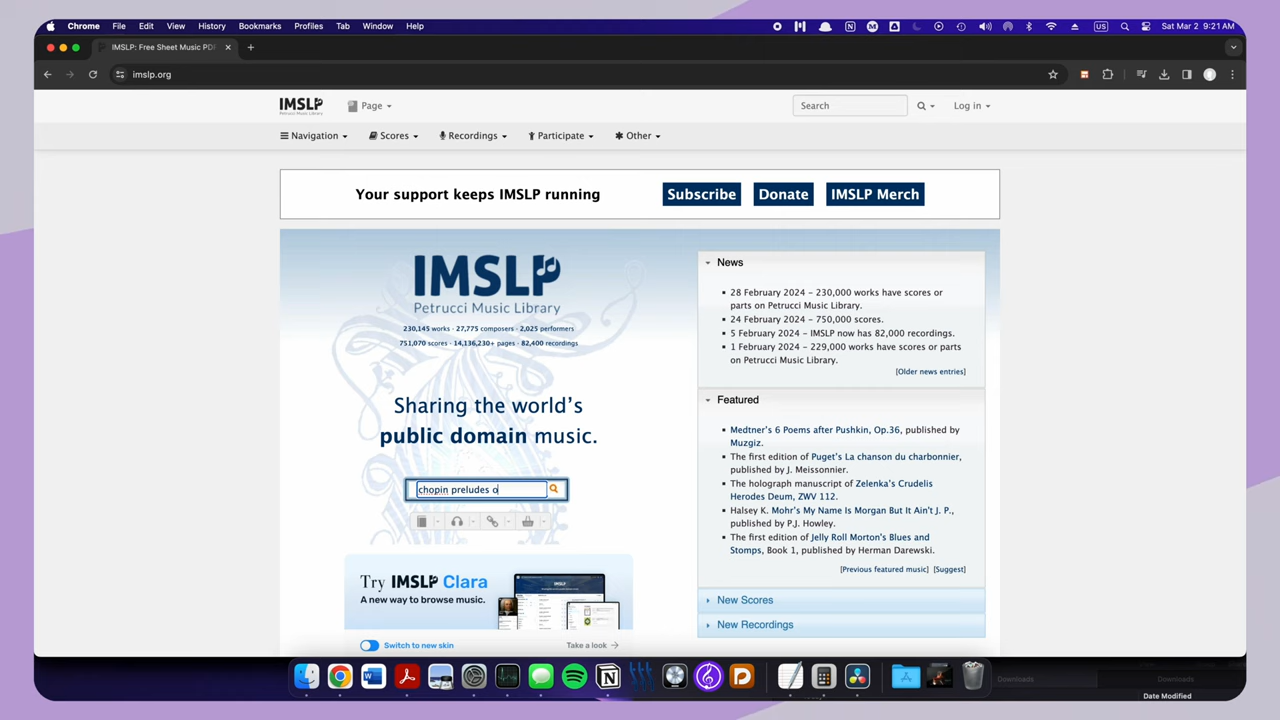 Chrome File Edit View History Bookmarks Profiles Tab Window Help
US Sat Mar 2 9:21 AM
IMSLP: Free Sheet Music PDF
imslp.org
IMSLP
Petrucci Music Library
Page
Search
Log in
Navigation Scores Recordings Participate Other
Your support keeps IMSLP running Subscribe Donate IMSLP Merch
IMSLP
Petrucci Music Library
230,145 works · 27,775 composers · 2,025 performers
751,070 scores · 14,136,230+ pages · 82,400 recordings
Sharing the world's
public domain music.
chopin preludes o
Try IMSLP Clara
A new way to browse music.
Switch to new skin Take a look →
News
28 February 2024 – 230,000 works have scores or
parts on Petrucci Music Library.
24 February 2024 – 750,000 scores.
5 February 2024 – IMSLP now has 82,000 recordings.
1 February 2024 – 229,000 works have scores or parts
on Petrucci Music Library.
[Older news entries]
Featured
Medtner's 6 Poems after Pushkin, Op.36, published by
Muzgiz.
The first edition of Puget's La chanson du charbonnier,
published by J. Meissonnier.
The holograph manuscript of Zelenka's Crudelis
Herodes Deum, ZWV 112.
Halsey K. Mohr's My Name Is Morgan But It Ain't J. P.,
published by P.J. Howley.
The first edition of Jelly Roll Morton's Blues and
Stomps, Book 1, published by Herman Darewski.
[Previous featured music] [Suggest]
New Scores
New Recordings
Downloads Downloads
Date Modified